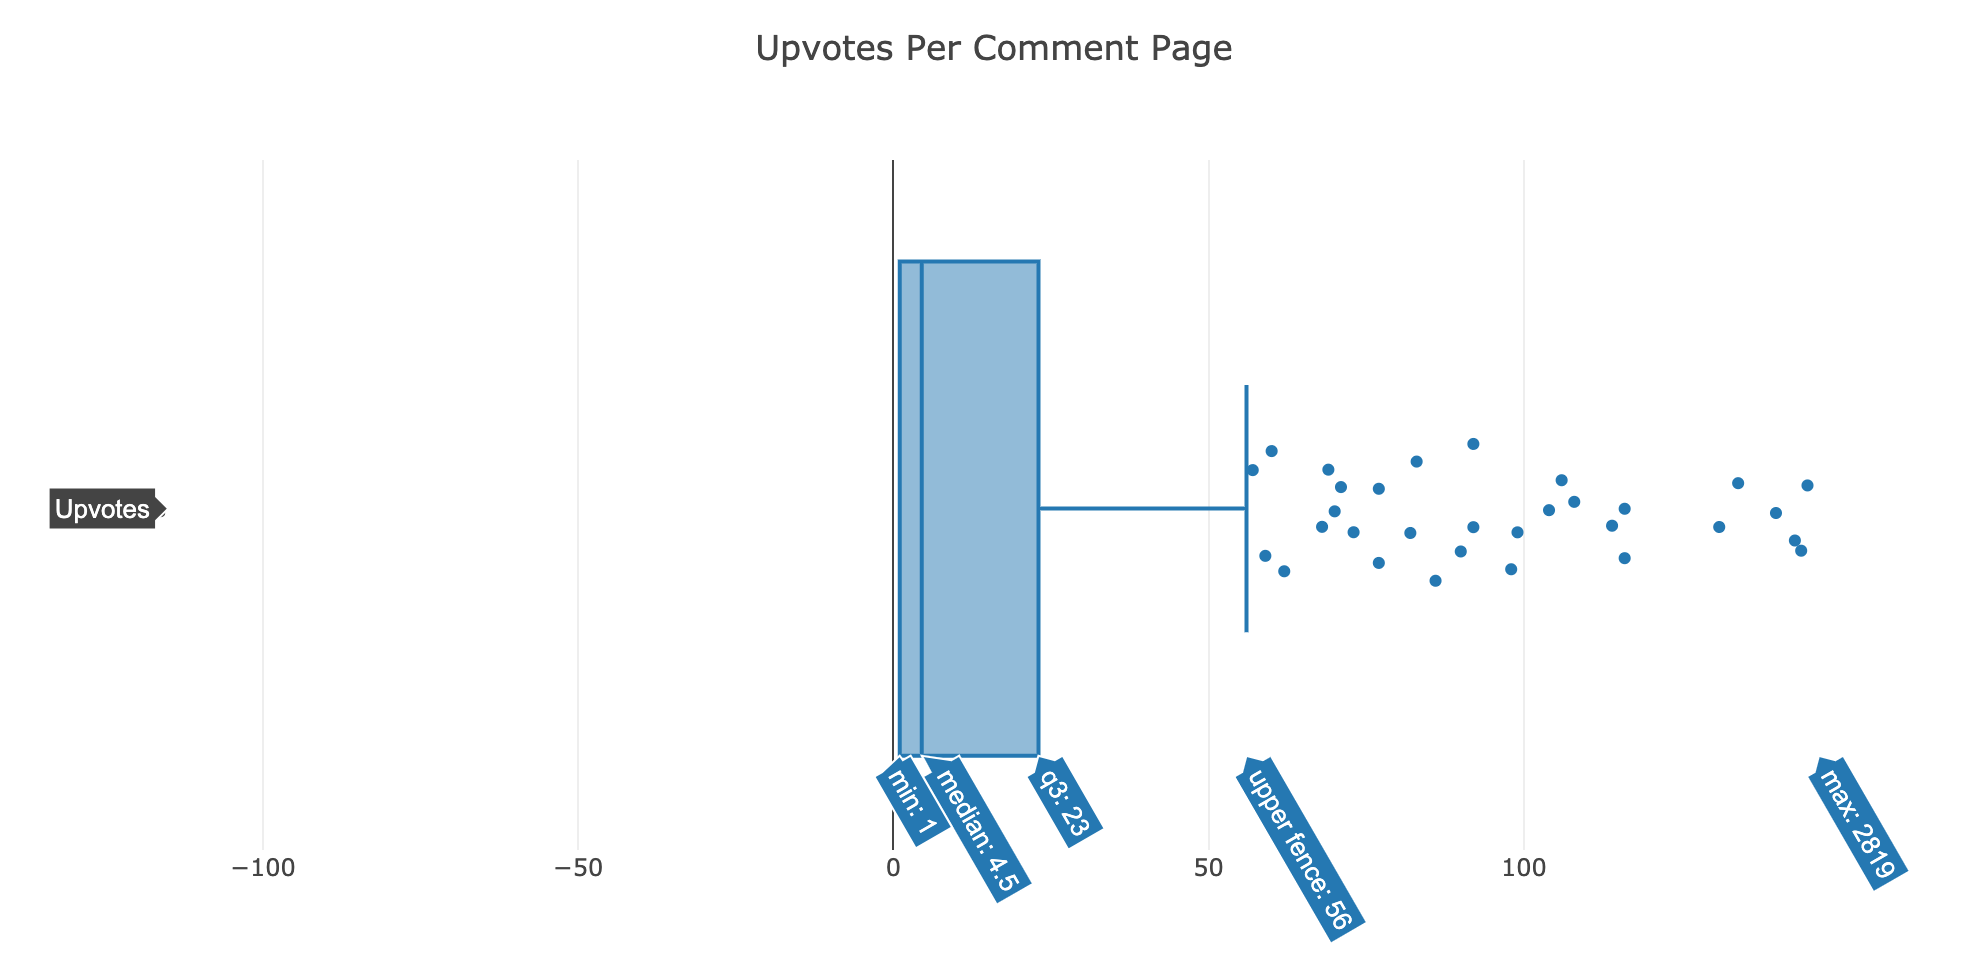 Upvotes Per Comment Page
Upvotes
min: 1
median: 4.5
q3: 23
upper fence: 56
max: 2819
−100
−50
0
50
100